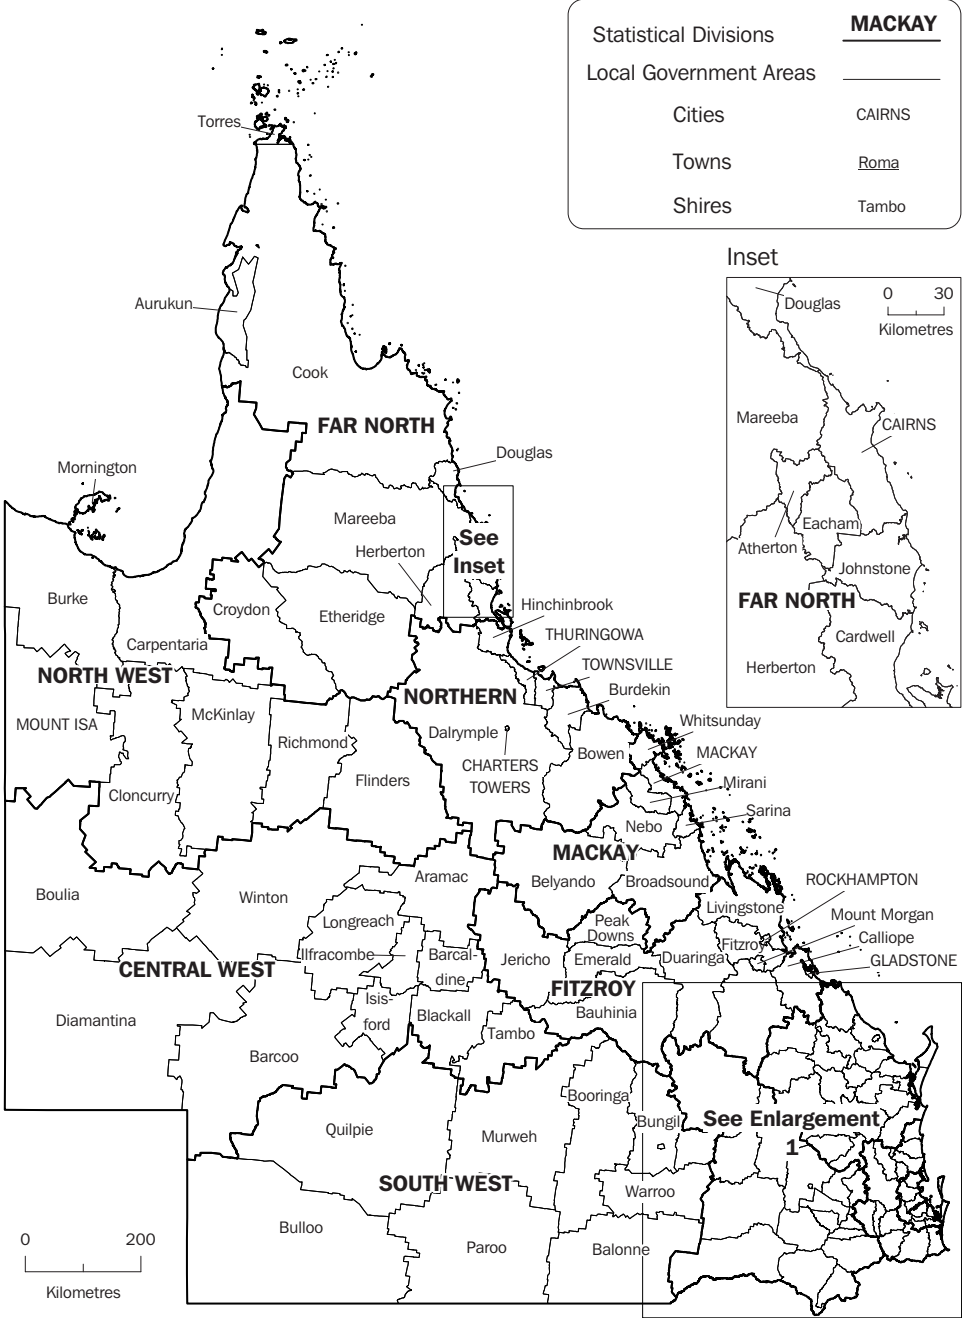 MACKAY
Statistical Divisions
Local Government Areas
Cities CAIRNS
Towns Roma
Shires Tambo
Torres
Inset
0 30
Kilometres
Douglas
Aurukun
Cook
Mareeba
CAIRNS
FAR NORTH
Douglas
Mornington
Mareeba
Herberton
See
Inset
Eacham
Atherton
Johnstone
FAR NORTH
Cardwell
Herberton
Burke
Croydon
Etheridge
Hinchinbrook
Carpentaria
THURINGOWA
NORTH WEST
TOWNSVILLE
NORTHERN
Burdekin
MOUNT ISA
McKinlay
Richmond
Dalrymple
Whitsunday
Bowen
MACKAY
CHARTERS
TOWERS
Flinders
Mirani
Cloncurry
Sarina
Nebo
MACKAY
Boulia
Winton
Aramac
Belyando
Broadsound
ROCKHAMPTON
Livingstone
Longreach
Peak
Downs
Mount Morgan
Fitzroy
Calliope
Ilfracombe
Barcal-
dine
Jericho
Emerald
Duaringa
GLADSTONE
CENTRAL WEST
FITZROY
Isis-
ford
Blackall
Bauhinia
Diamantina
Tambo
Barcoo
Booringa
Bungil
See Enlargement
1
Quilpie
Murweh
SOUTH WEST
Warroo
Bulloo
Paroo
Balonne
0 200
Kilometres